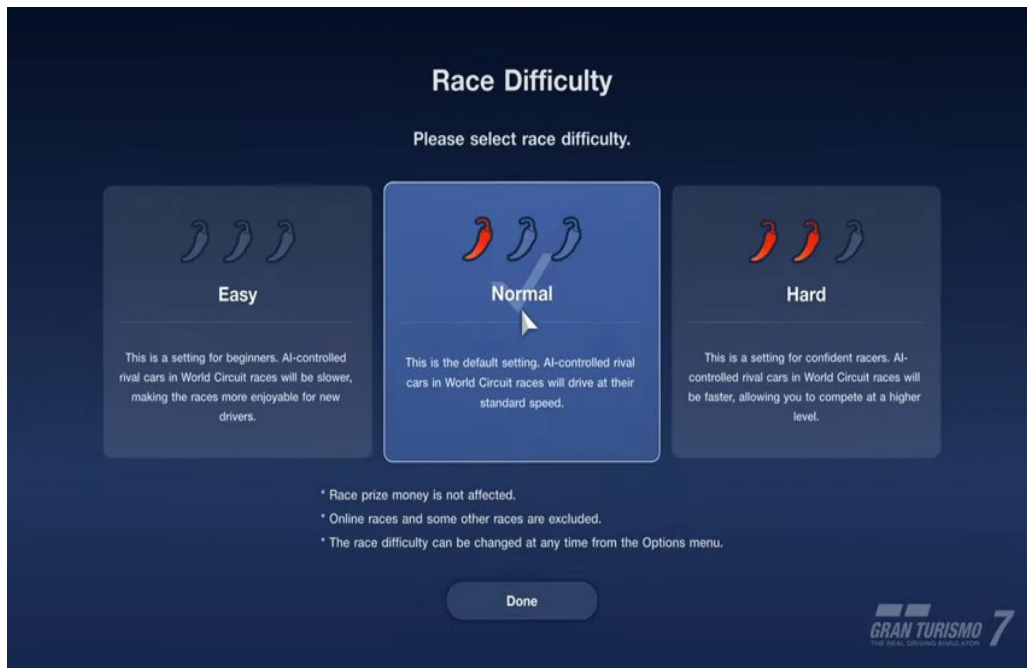 Race Difficulty
Please select race difficulty.
Easy
This is a setting for beginners. AI-controlled
rival cars in World Circuit races will be slower,
making the races more enjoyable for new
drivers.
Normal
This is the default setting. AI-controlled rival
cars in World Circuit races will drive at their
standard speed.
Hard
This is a setting for confident racers. AI-
controlled rival cars in World Circuit races will
be faster, allowing you to compete at a higher
level.
* Race prize money is not affected.
* Online races and some other races are excluded.
* The race difficulty can be changed at any time from the Options menu.
Done
GRAN TURISMO 7
THE REAL DRIVING SIMULATOR